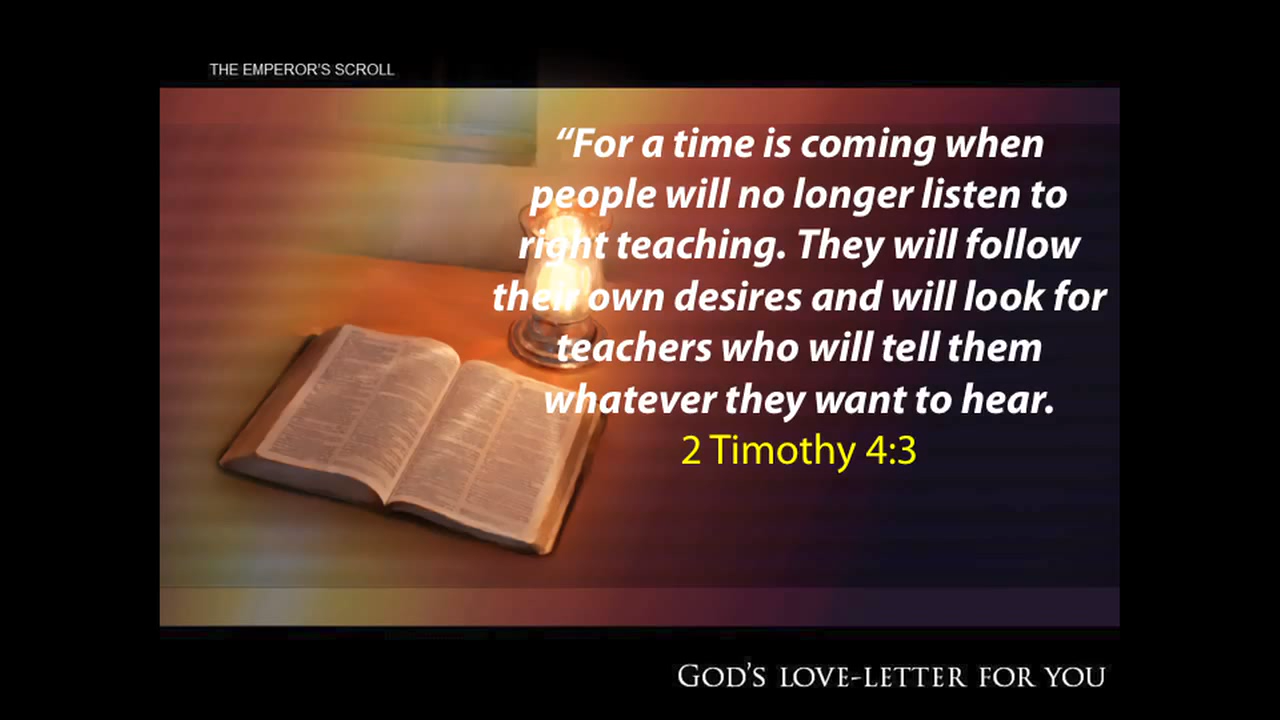 THE EMPEROR'S SCROLL
“For a time is coming when
people will no longer listen to
right teaching. They will follow
their own desires and will look for
teachers who will tell them
whatever they want to hear.
2 Timothy 4:3
GOD'S LOVE-LETTER FOR YOU